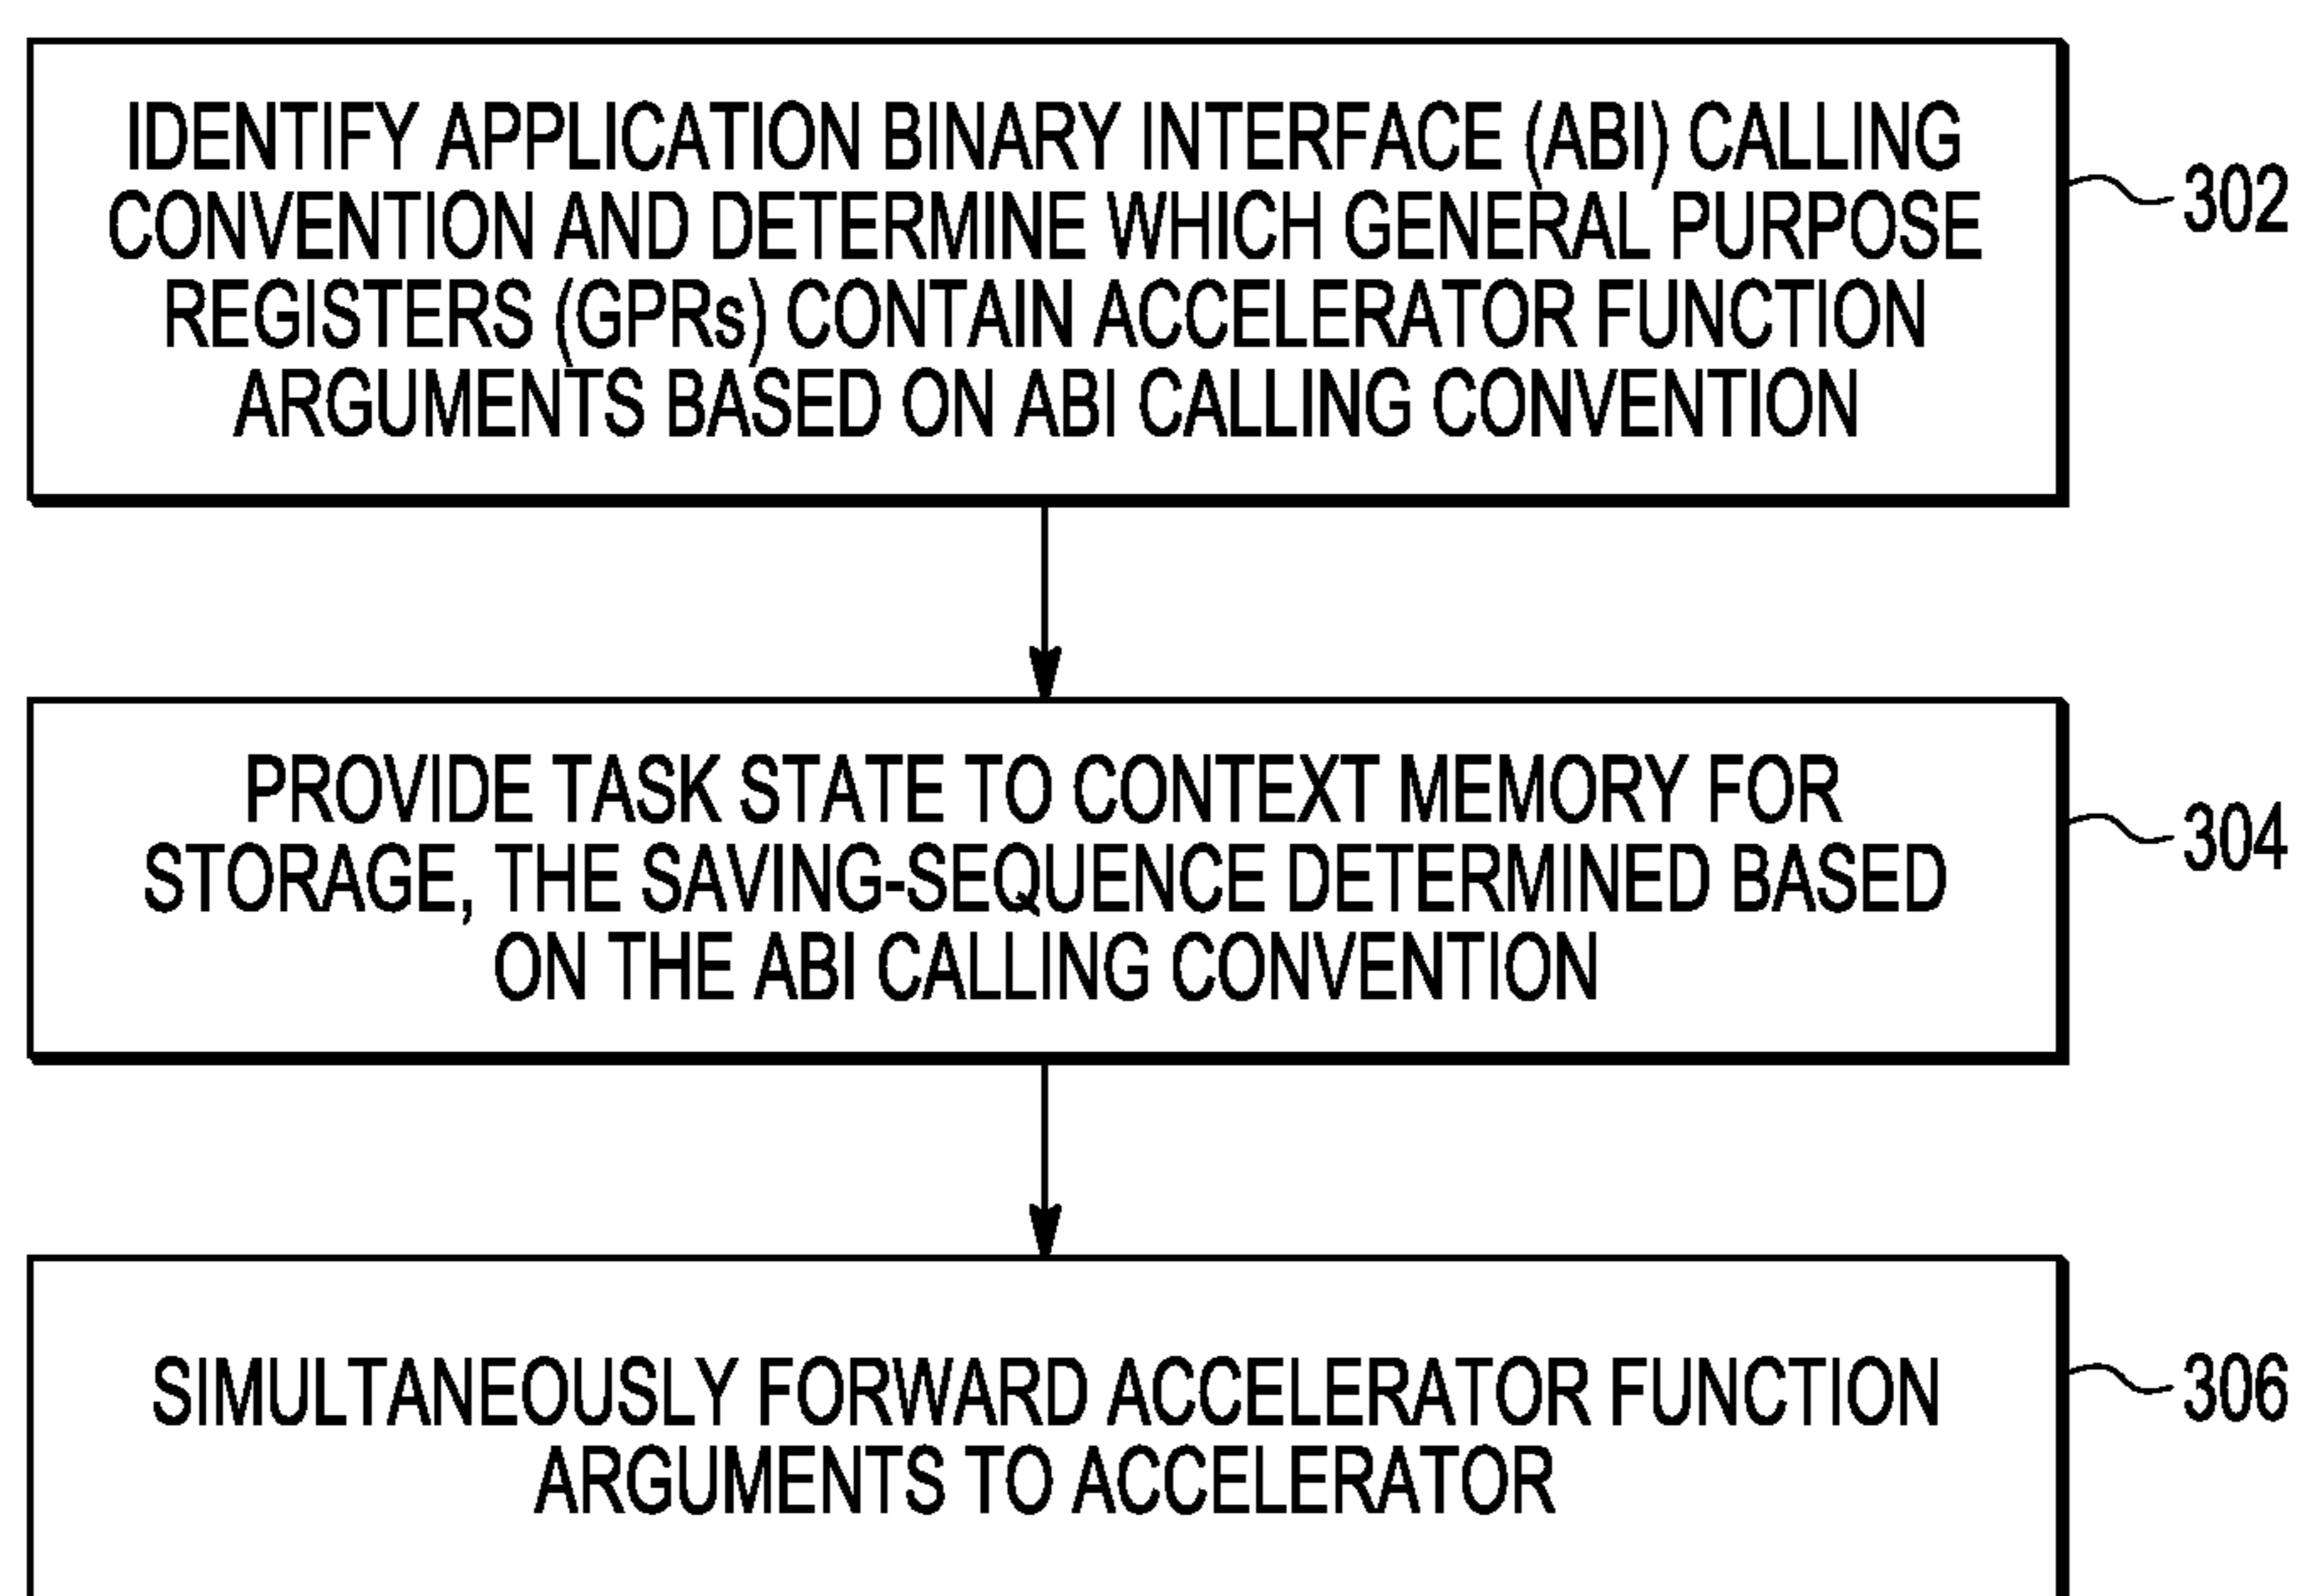 IDENTIFY APPLICATION BINARY INTERFACE (ABI) CALLING
CONVENTION AND DETERMINE WHICH GENERAL PURPOSE
REGISTERS (GPRs) CONTAIN ACCELERATOR FUNCTION
ARGUMENTS BASED ON ABI CALLING CONVENTION
302
PROVIDE TASK STATE TO CONTEXT MEMORY FOR
STORAGE, THE SAVING-SEQUENCE DETERMINED BASED
ON THE ABI CALLING CONVENTION
304
SIMULTANEOUSLY FORWARD ACCELERATOR FUNCTION
ARGUMENTS TO ACCELERATOR
306